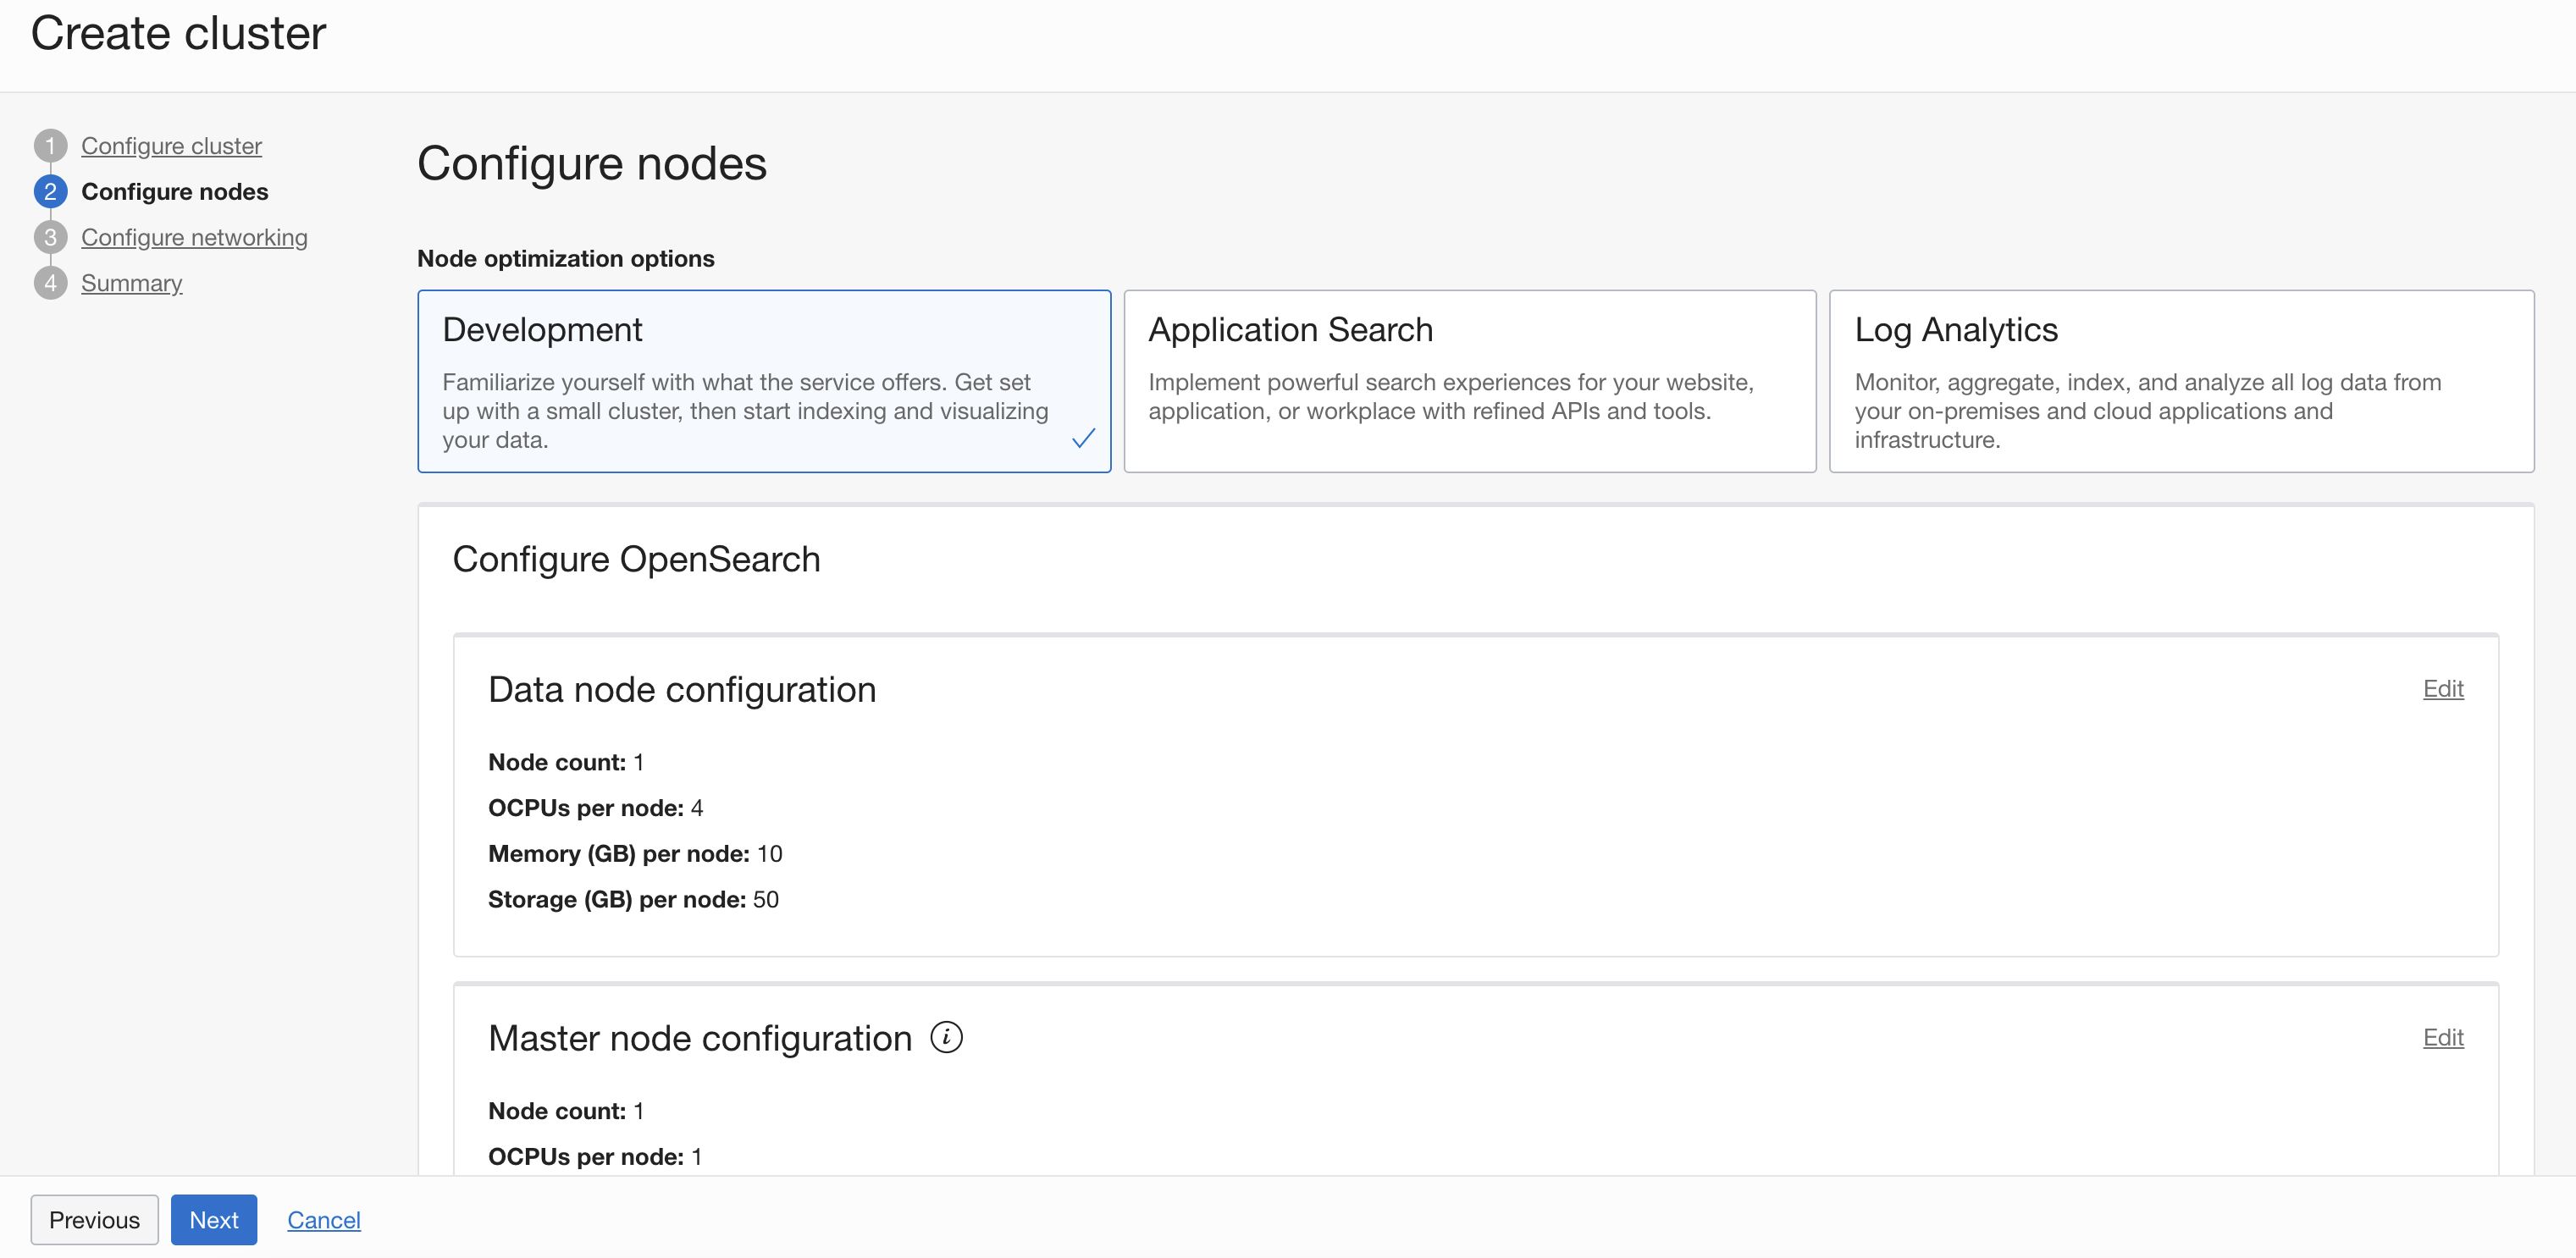 Create cluster
1 Configure cluster
2 Configure nodes
3 Configure networking
4 Summary
Configure nodes
Node optimization options
Development
Familiarize yourself with what the service offers. Get set
up with a small cluster, then start indexing and visualizing
your data.
Application Search
Implement powerful search experiences for your website,
application, or workplace with refined APIs and tools.
Log Analytics
Monitor, aggregate, index, and analyze all log data from
your on-premises and cloud applications and
infrastructure.
Configure OpenSearch
Data node configuration
Edit
Node count: 1
OCPUs per node: 4
Memory (GB) per node: 10
Storage (GB) per node: 50
Master node configuration i
Edit
Node count: 1
OCPUs per node: 1
Previous Next Cancel